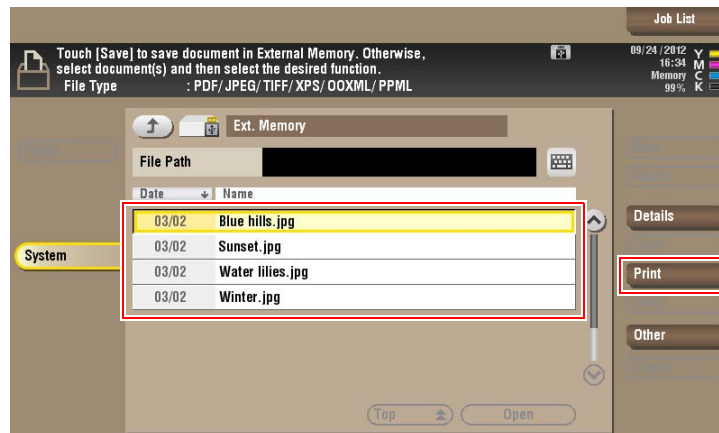 Job List
Touch [Save] to save document in External Memory. Otherwise,
select document(s) and then select the desired function.
File Type : PDF/JPEG/TIFF/XPS/OOXML/PPML
09/24/2012
16:34
Memory
99%
Y
M
C
K
Ext. Memory
File Path
Date Name
03/02 Blue hills.jpg
03/02 Sunset.jpg
03/02 Water lilies.jpg
03/02 Winter.jpg
System
Details
Print
Other
Top Open